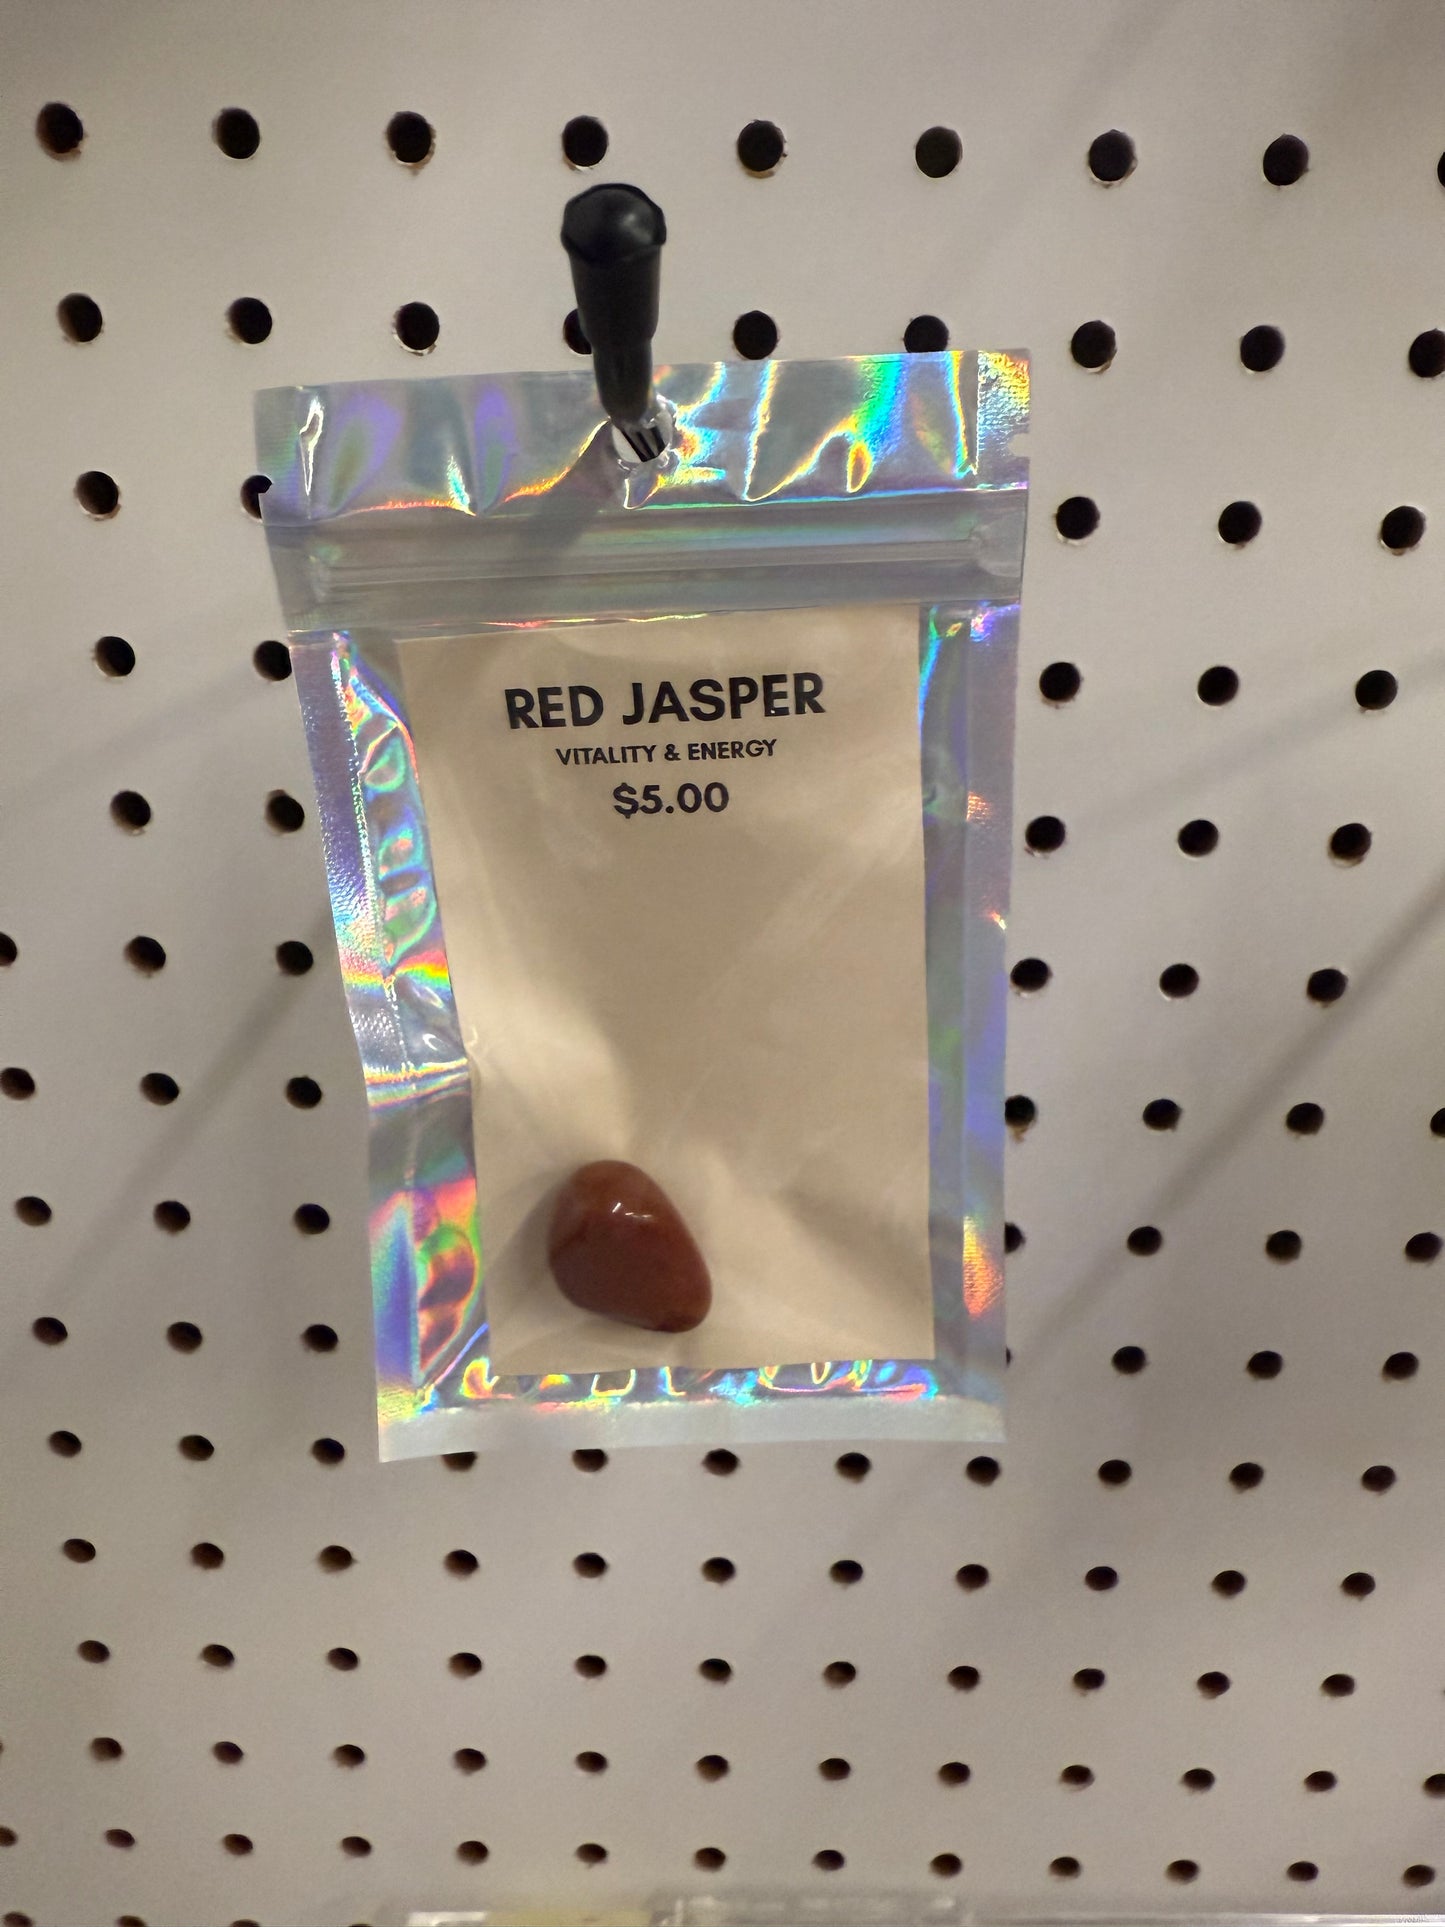 RED JASPER
VITALITY & ENERGY
$5.00